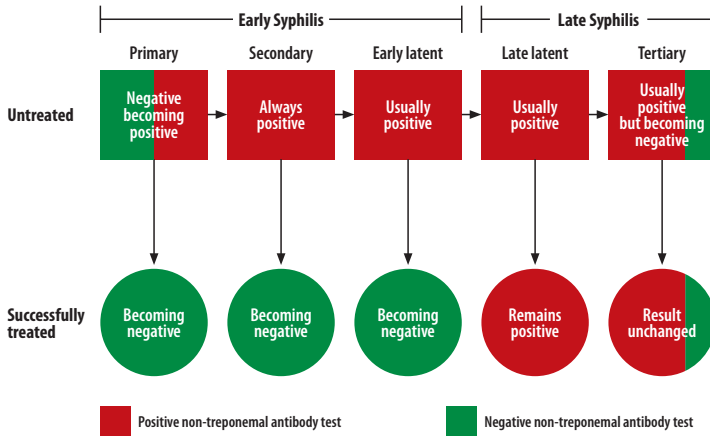 Early Syphilis
Late Syphilis
Primary
Secondary
Early latent
Late latent
Tertiary
Untreated
Negative
becoming
positive
Always
positive
Usually
positive
Usually
positive
Usually
positive
but becoming
negative
Successfully
treated
Becoming
negative
Becoming
negative
Becoming
negative
Remains
positive
Result
unchanged
Positive non-treponemal antibody test
Negative non-treponemal antibody test